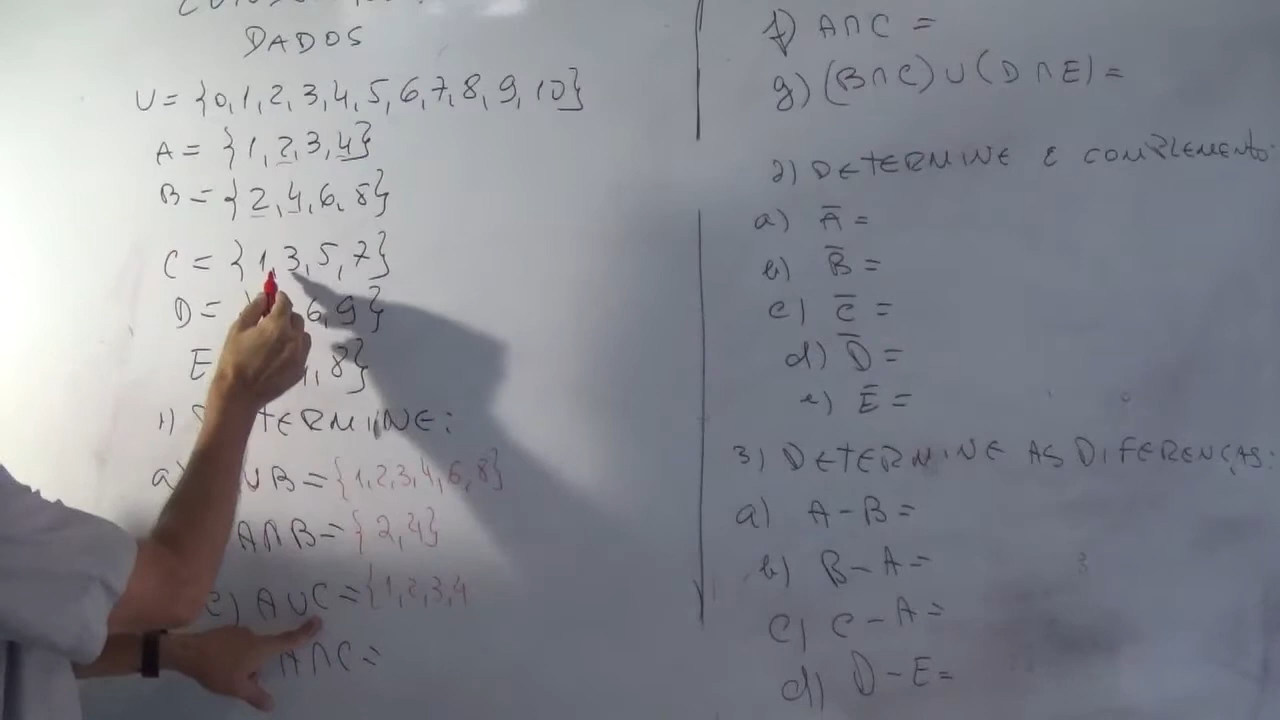 DADOS
U = {0, 1, 2, 3, 4, 5, 6, 7, 8, 9, 10}
A = {1, 2, 3, 4}
B = {2, 4, 6, 8}
C = {1, 3, 5, 7}
D = 6, 9}
E , 8}
1) TERMINE:
a) UB = {1, 2, 3, 4, 6, 8}
A∩B = {2, 4}
c) A∪C = {1, 2, 3, 4
A∩C =
f) A∩C =
g) (B∩C) ∪ (D∩E) =
2) DETERMINE E COMPLEMENTO:
a) A̅ =
b) B̅ =
c) C̅ =
d) D̅ =
e) E̅ =
3) DETERMINE AS DIFERENÇAS:
a) A - B =
b) B - A =
c) C - A =
d) D - E =